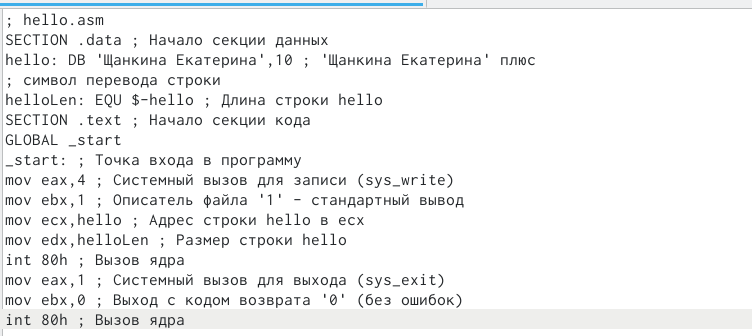 ; hello.asm
SECTION .data ; Начало секции данных
hello: DB 'Щанкина Екатерина',10 ; 'Щанкина Екатерина' плюс
; символ перевода строки
helloLen: EQU $-hello ; Длина строки hello
SECTION .text ; Начало секции кода
GLOBAL _start
_start: ; Точка входа в программу
mov eax,4 ; Системный вызов для записи (sys_write)
mov ebx,1 ; Описатель файла '1' - стандартный вывод
mov ecx,hello ; Адрес строки hello в ecx
mov edx,helloLen ; Размер строки hello
int 80h ; Вызов ядра
mov eax,1 ; Системный вызов для выхода (sys_exit)
mov ebx,0 ; Выход с кодом возврата '0' (без ошибок)
int 80h ; Вызов ядра